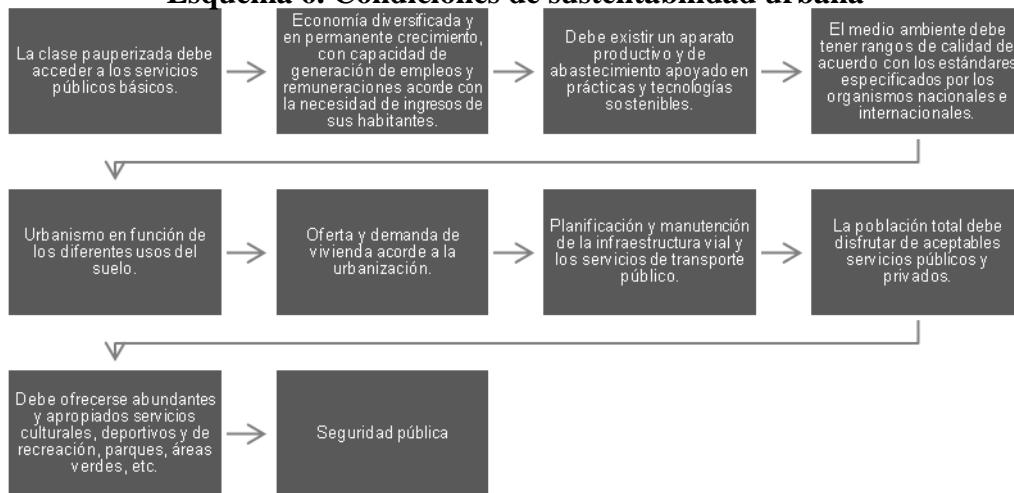 Esquema 6. Condiciones de sustentabilidad urbana
La clase pauperizada debe
acceder a los servicios
públicos básicos.
Economía diversificada y
en permanente crecimiento,
con capacidad de
generación de empleos y
remuneraciones acorde con
la necesidad de ingresos de
sus habitantes.
Debe existir un aparato
productivo y de
abastecimiento apoyado en
prácticas y tecnologías
sostenibles.
El medio ambiente debe
tener rangos de calidad de
acuerdo con los estándares
especificados por los
organismos nacionales e
internacionales.
Urbanismo en función de
los diferentes usos del
suelo.
Oferta y demanda de
vivienda acorde a la
urbanización.
Planificación y manutención
de la infraestructura vial y
los servicios de transporte
público.
La población total debe
disfrutar de aceptables
servicios públicos y
privados.
Debe ofrecerse abundantes
y apropiados servicios
culturales, deportivos y de
recreación, parques, áreas
verdes, etc.
Seguridad pública